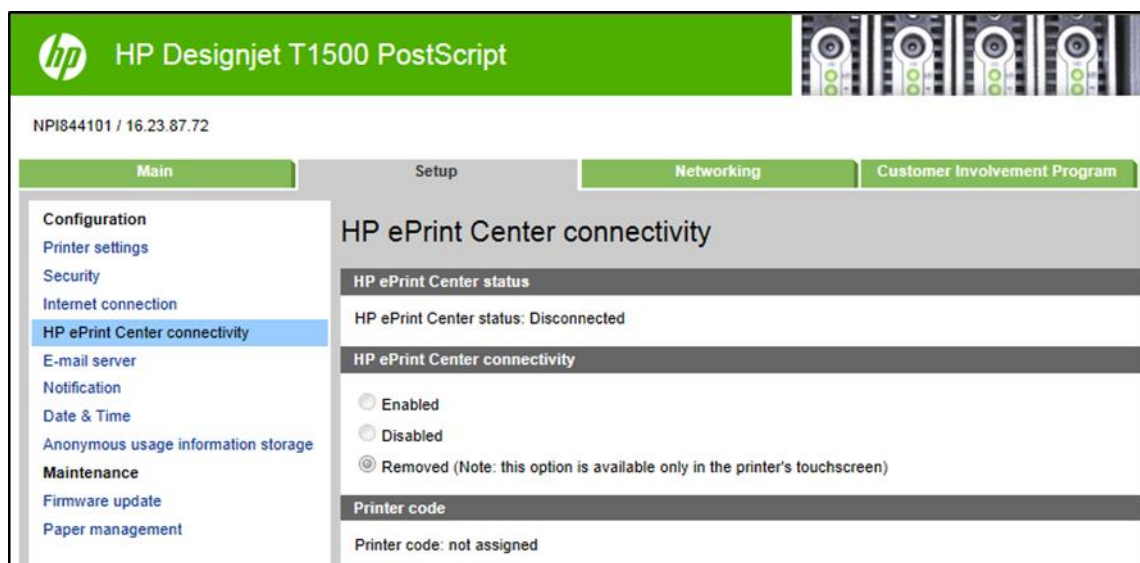 hp HP Designjet T1500 PostScript
NPI844101 / 16.23.87.72
Main Setup Networking Customer Involvement Program
Configuration
Printer settings
Security
Internet connection
HP ePrint Center connectivity
E-mail server
Notification
Date & Time
Anonymous usage information storage
Maintenance
Firmware update
Paper management
HP ePrint Center connectivity
HP ePrint Center status
HP ePrint Center status: Disconnected
HP ePrint Center connectivity
Enabled
Disabled
Removed (Note: this option is available only in the printer's touchscreen)
Printer code
Printer code: not assigned